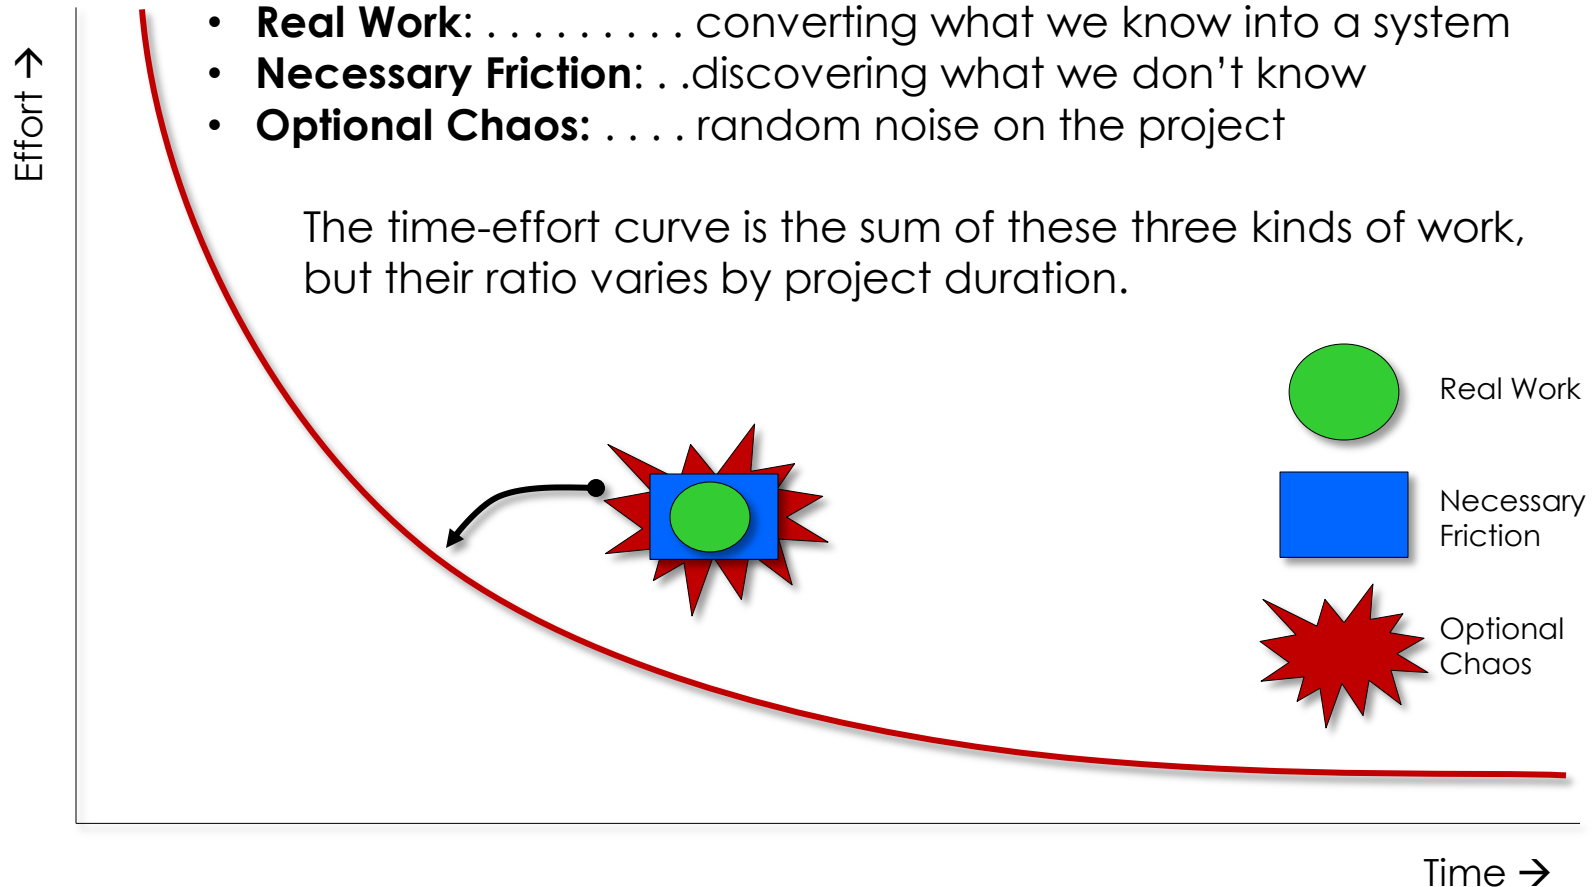 • Real Work: . . . . . . . . . converting what we know into a system
• Necessary Friction: . .discovering what we don’t know
• Optional Chaos: . . . . random noise on the project
The time-effort curve is the sum of these three kinds of work,
but their ratio varies by project duration.
Effort →
Real Work
Necessary
Friction
Optional
Chaos
Time →